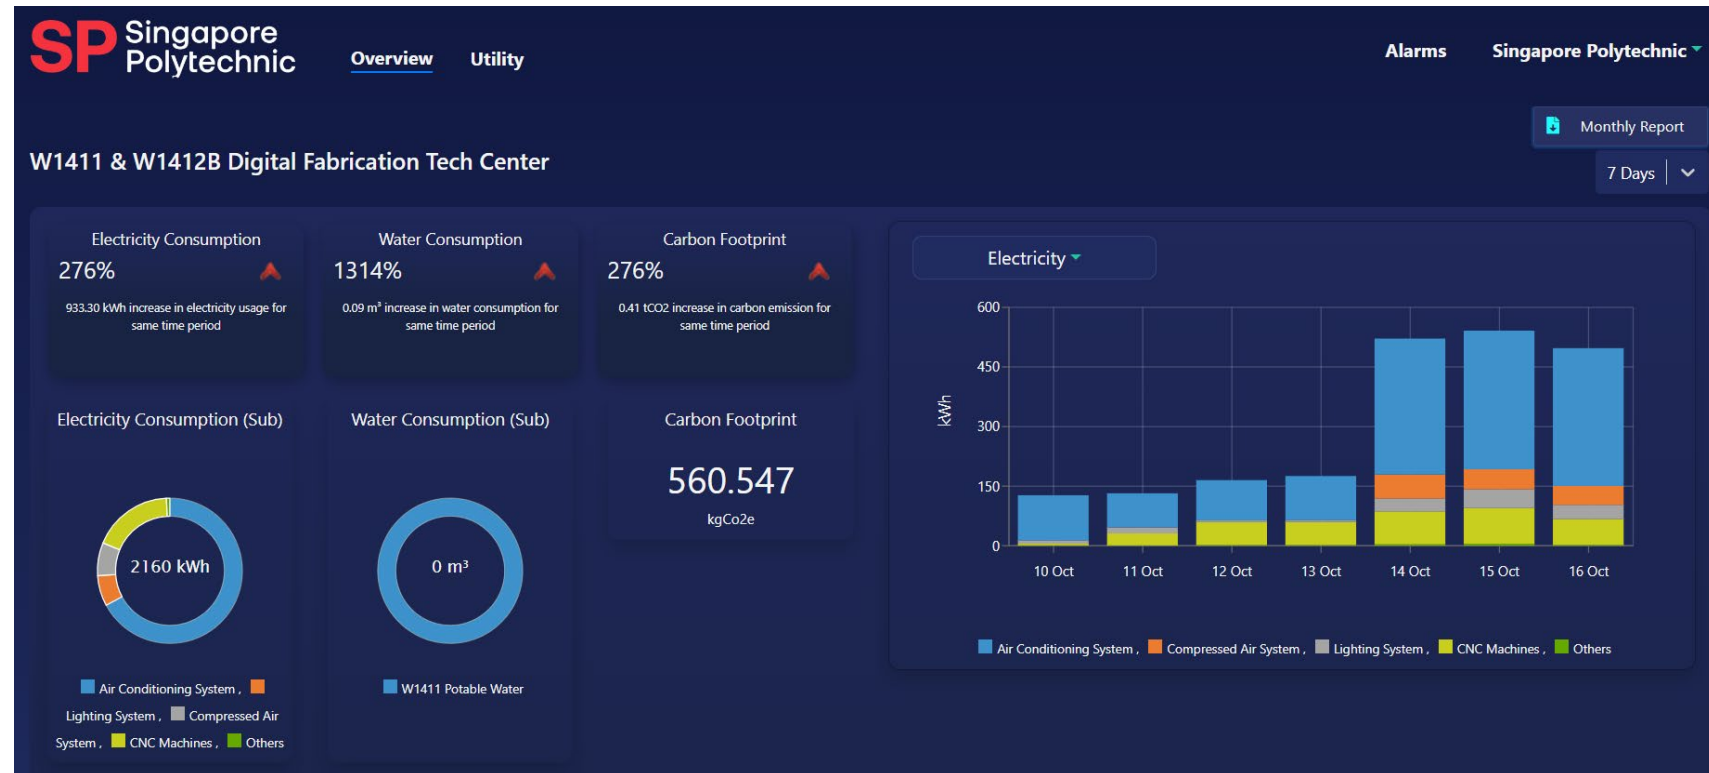 SP Singapore
Polytechnic
Overview
Utility
Alarms
Singapore Polytechnic
Monthly Report
W1411 & W1412B Digital Fabrication Tech Center
7 Days
Electricity Consumption
276%
933.30 kWh increase in electricity usage for
same time period
Water Consumption
1314%
0.09 m³ increase in water consumption for
same time period
Carbon Footprint
276%
0.41 tCO2 increase in carbon emission for
same time period
Electricity Consumption (Sub)
2160 kWh
Air Conditioning System ,
Lighting System , Compressed Air
System , CNC Machines , Others
Water Consumption (Sub)
0 m³
W1411 Potable Water
Carbon Footprint
560.547
kgCo2e
Electricity
600
450
300
150
0
kWh
10 Oct
11 Oct
12 Oct
13 Oct
14 Oct
15 Oct
16 Oct
Air Conditioning System , Compressed Air System , Lighting System , CNC Machines , Others